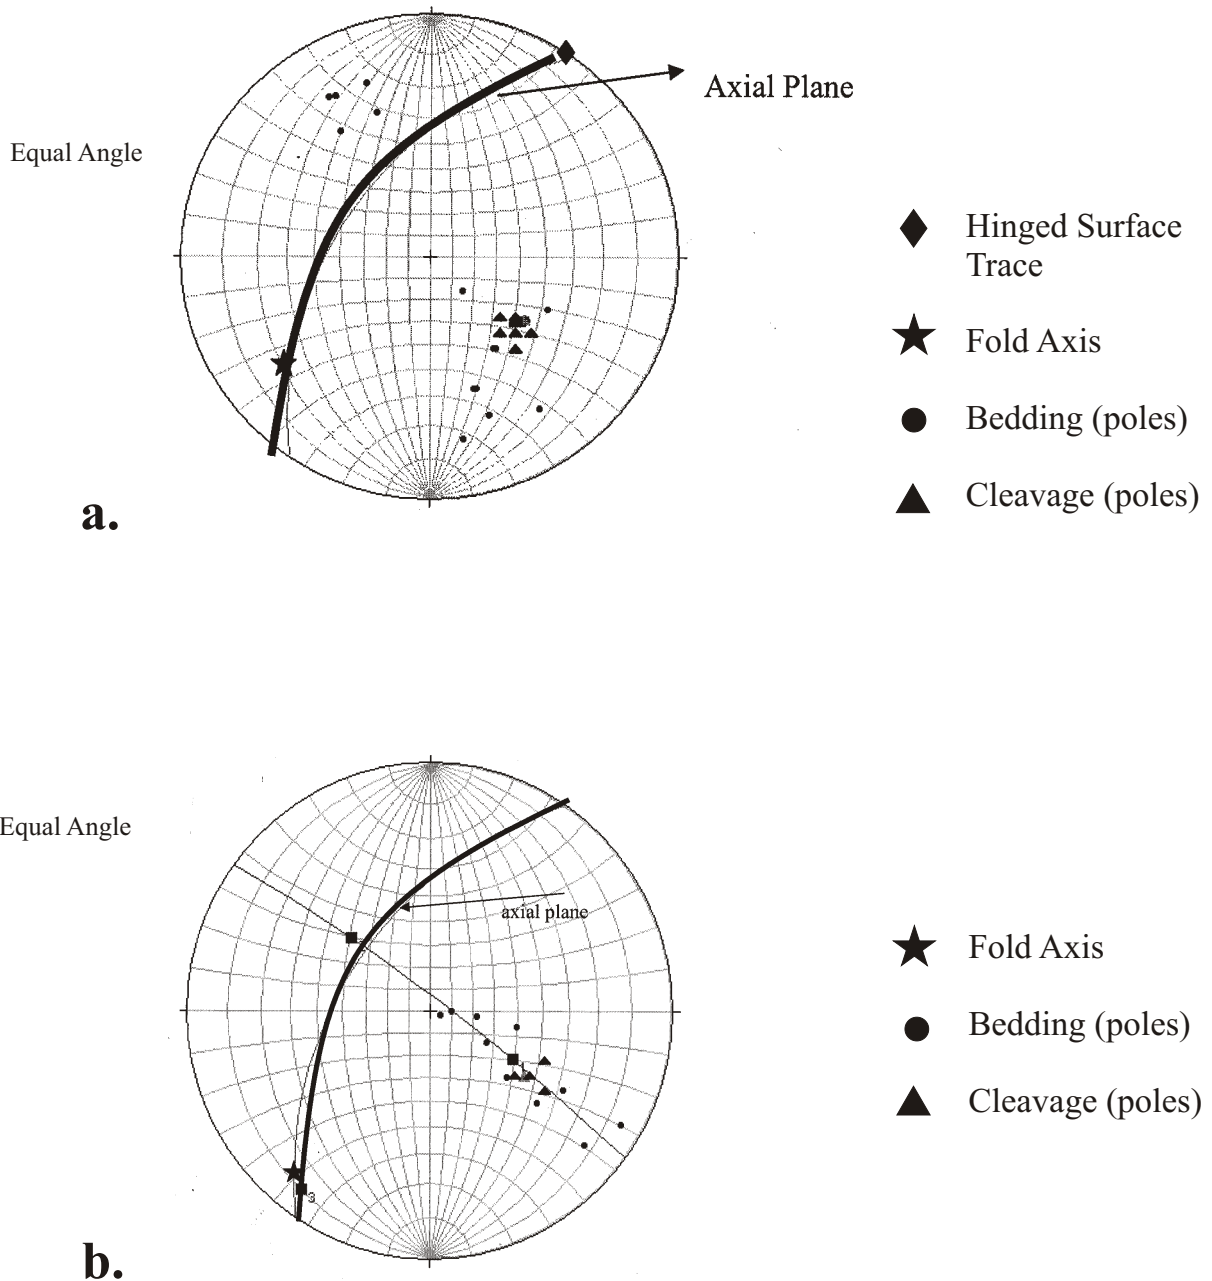 Axial Plane
Equal Angle
Hinged Surface
Trace
Fold Axis
Bedding (poles)
Cleavage (poles)
a.
Equal Angle
axial plane
Fold Axis
Bedding (poles)
Cleavage (poles)
3
b.